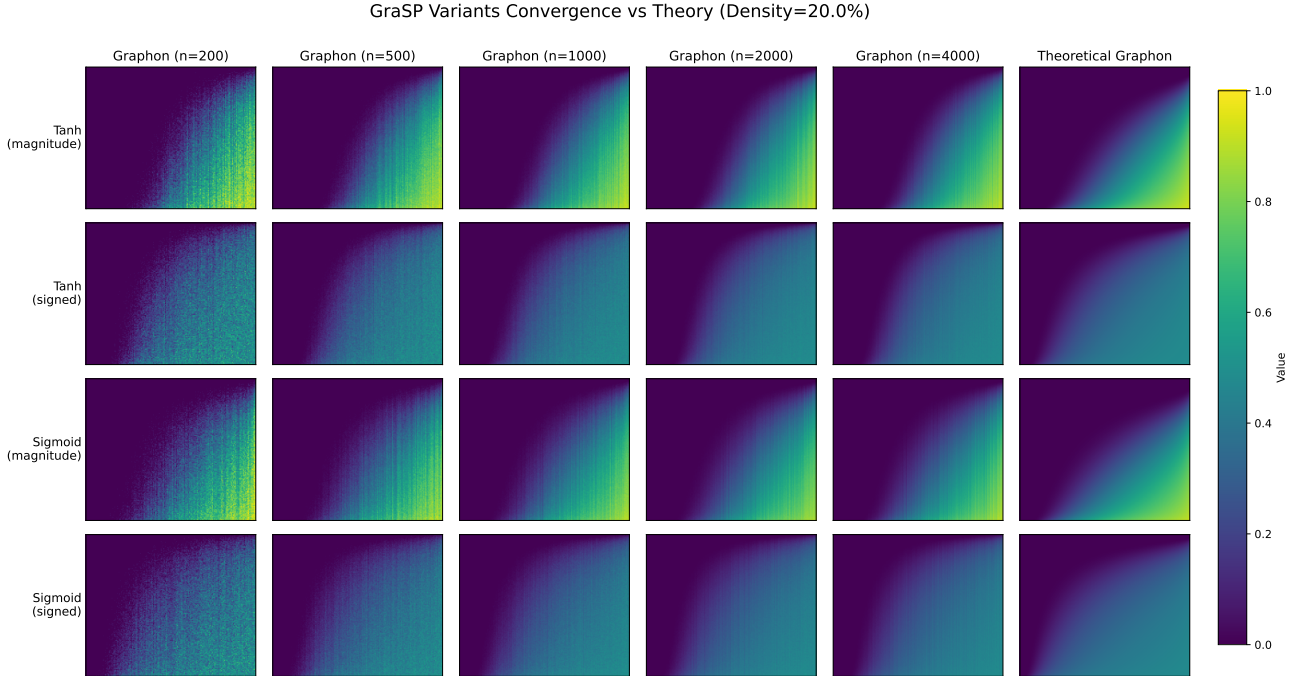 GraSP Variants Convergence vs Theory (Density=20.0%)
Graphon (n=200)
Graphon (n=500)
Graphon (n=1000)
Graphon (n=2000)
Graphon (n=4000)
Theoretical Graphon
Tanh
(magnitude)
Tanh
(signed)
Sigmoid
(magnitude)
Sigmoid
(signed)
1.0
0.8
0.6
0.4
0.2
0.0
Value